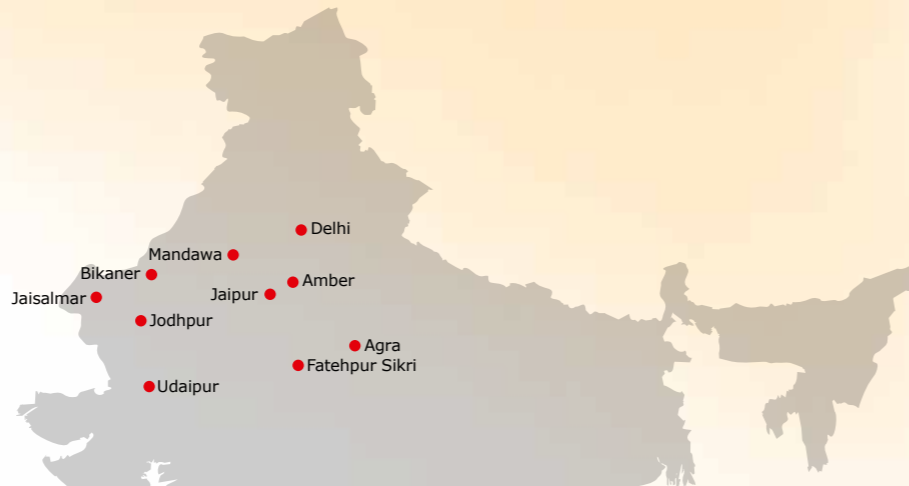 Delhi
Mandawa
Bikaner
Amber
Jaipur
Jaisalmar
Jodhpur
Agra
Fatehpur Sikri
Udaipur